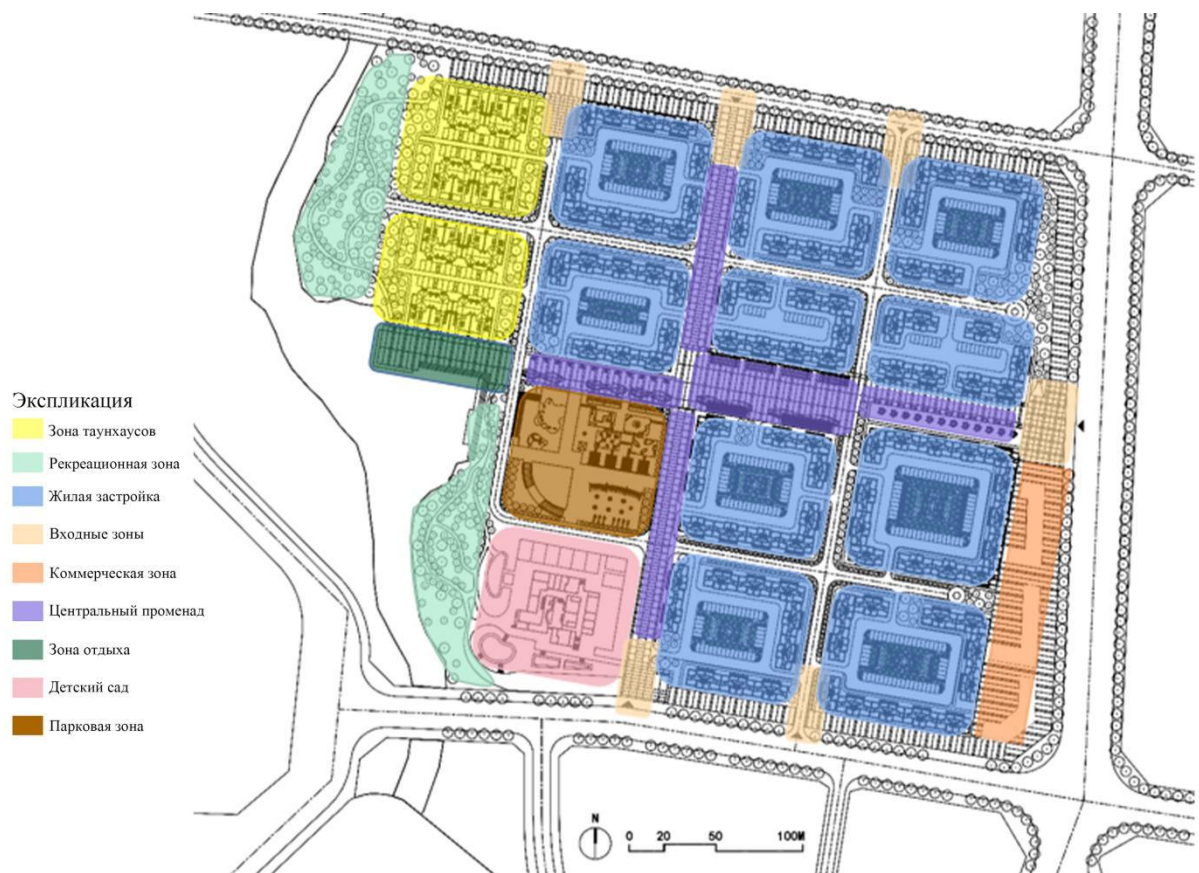 Экспликация
Зона таунхаусов
Рекреационная зона
Жилая застройка
Входные зоны
Коммерческая зона
Центральный променад
Зона отдыха
Детский сад
Парковая зона
N
0 20 50 100M